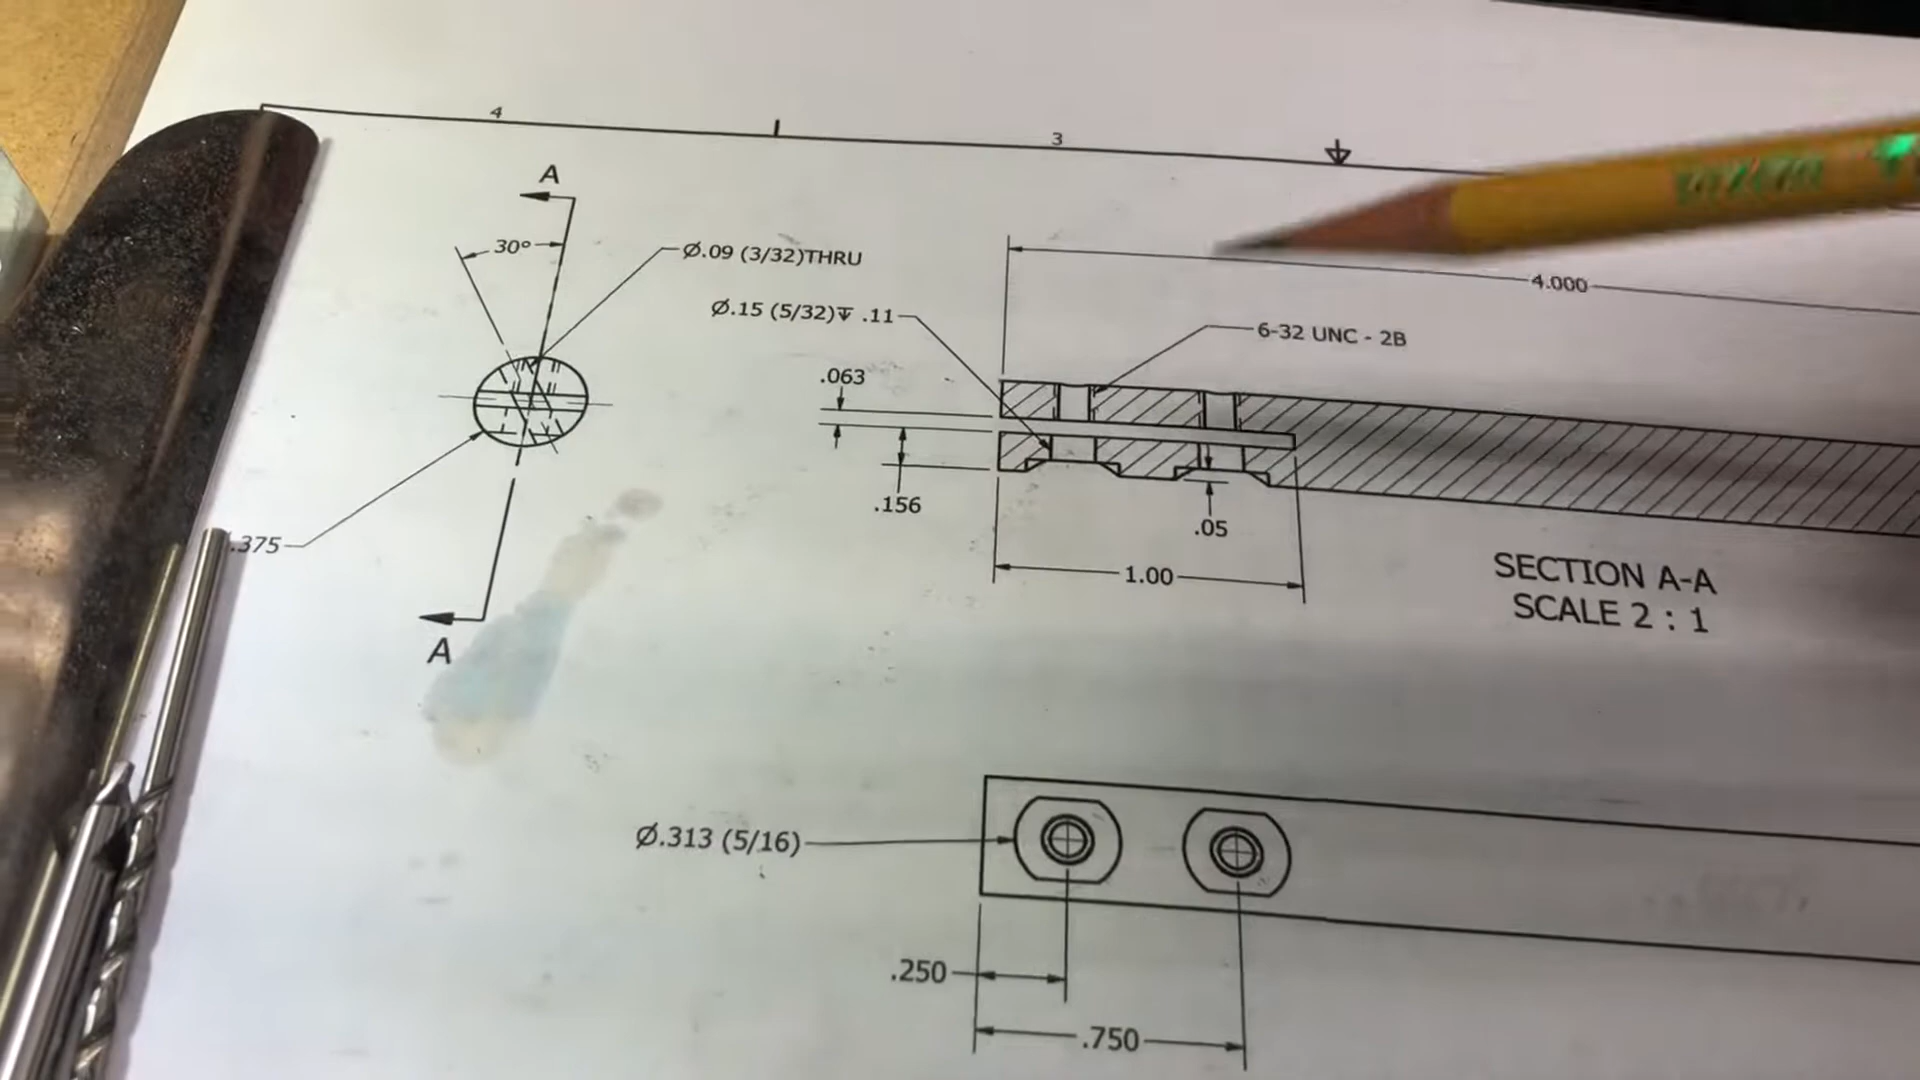 4
3
A
30°
Ø.09 (3/32)THRU
4.000
Ø.15 (5/32)↧ .11
6-32 UNC - 2B
.063
.156
.05
.375
1.00
SECTION A-A
SCALE 2 : 1
A
Ø.313 (5/16)
.250
.750